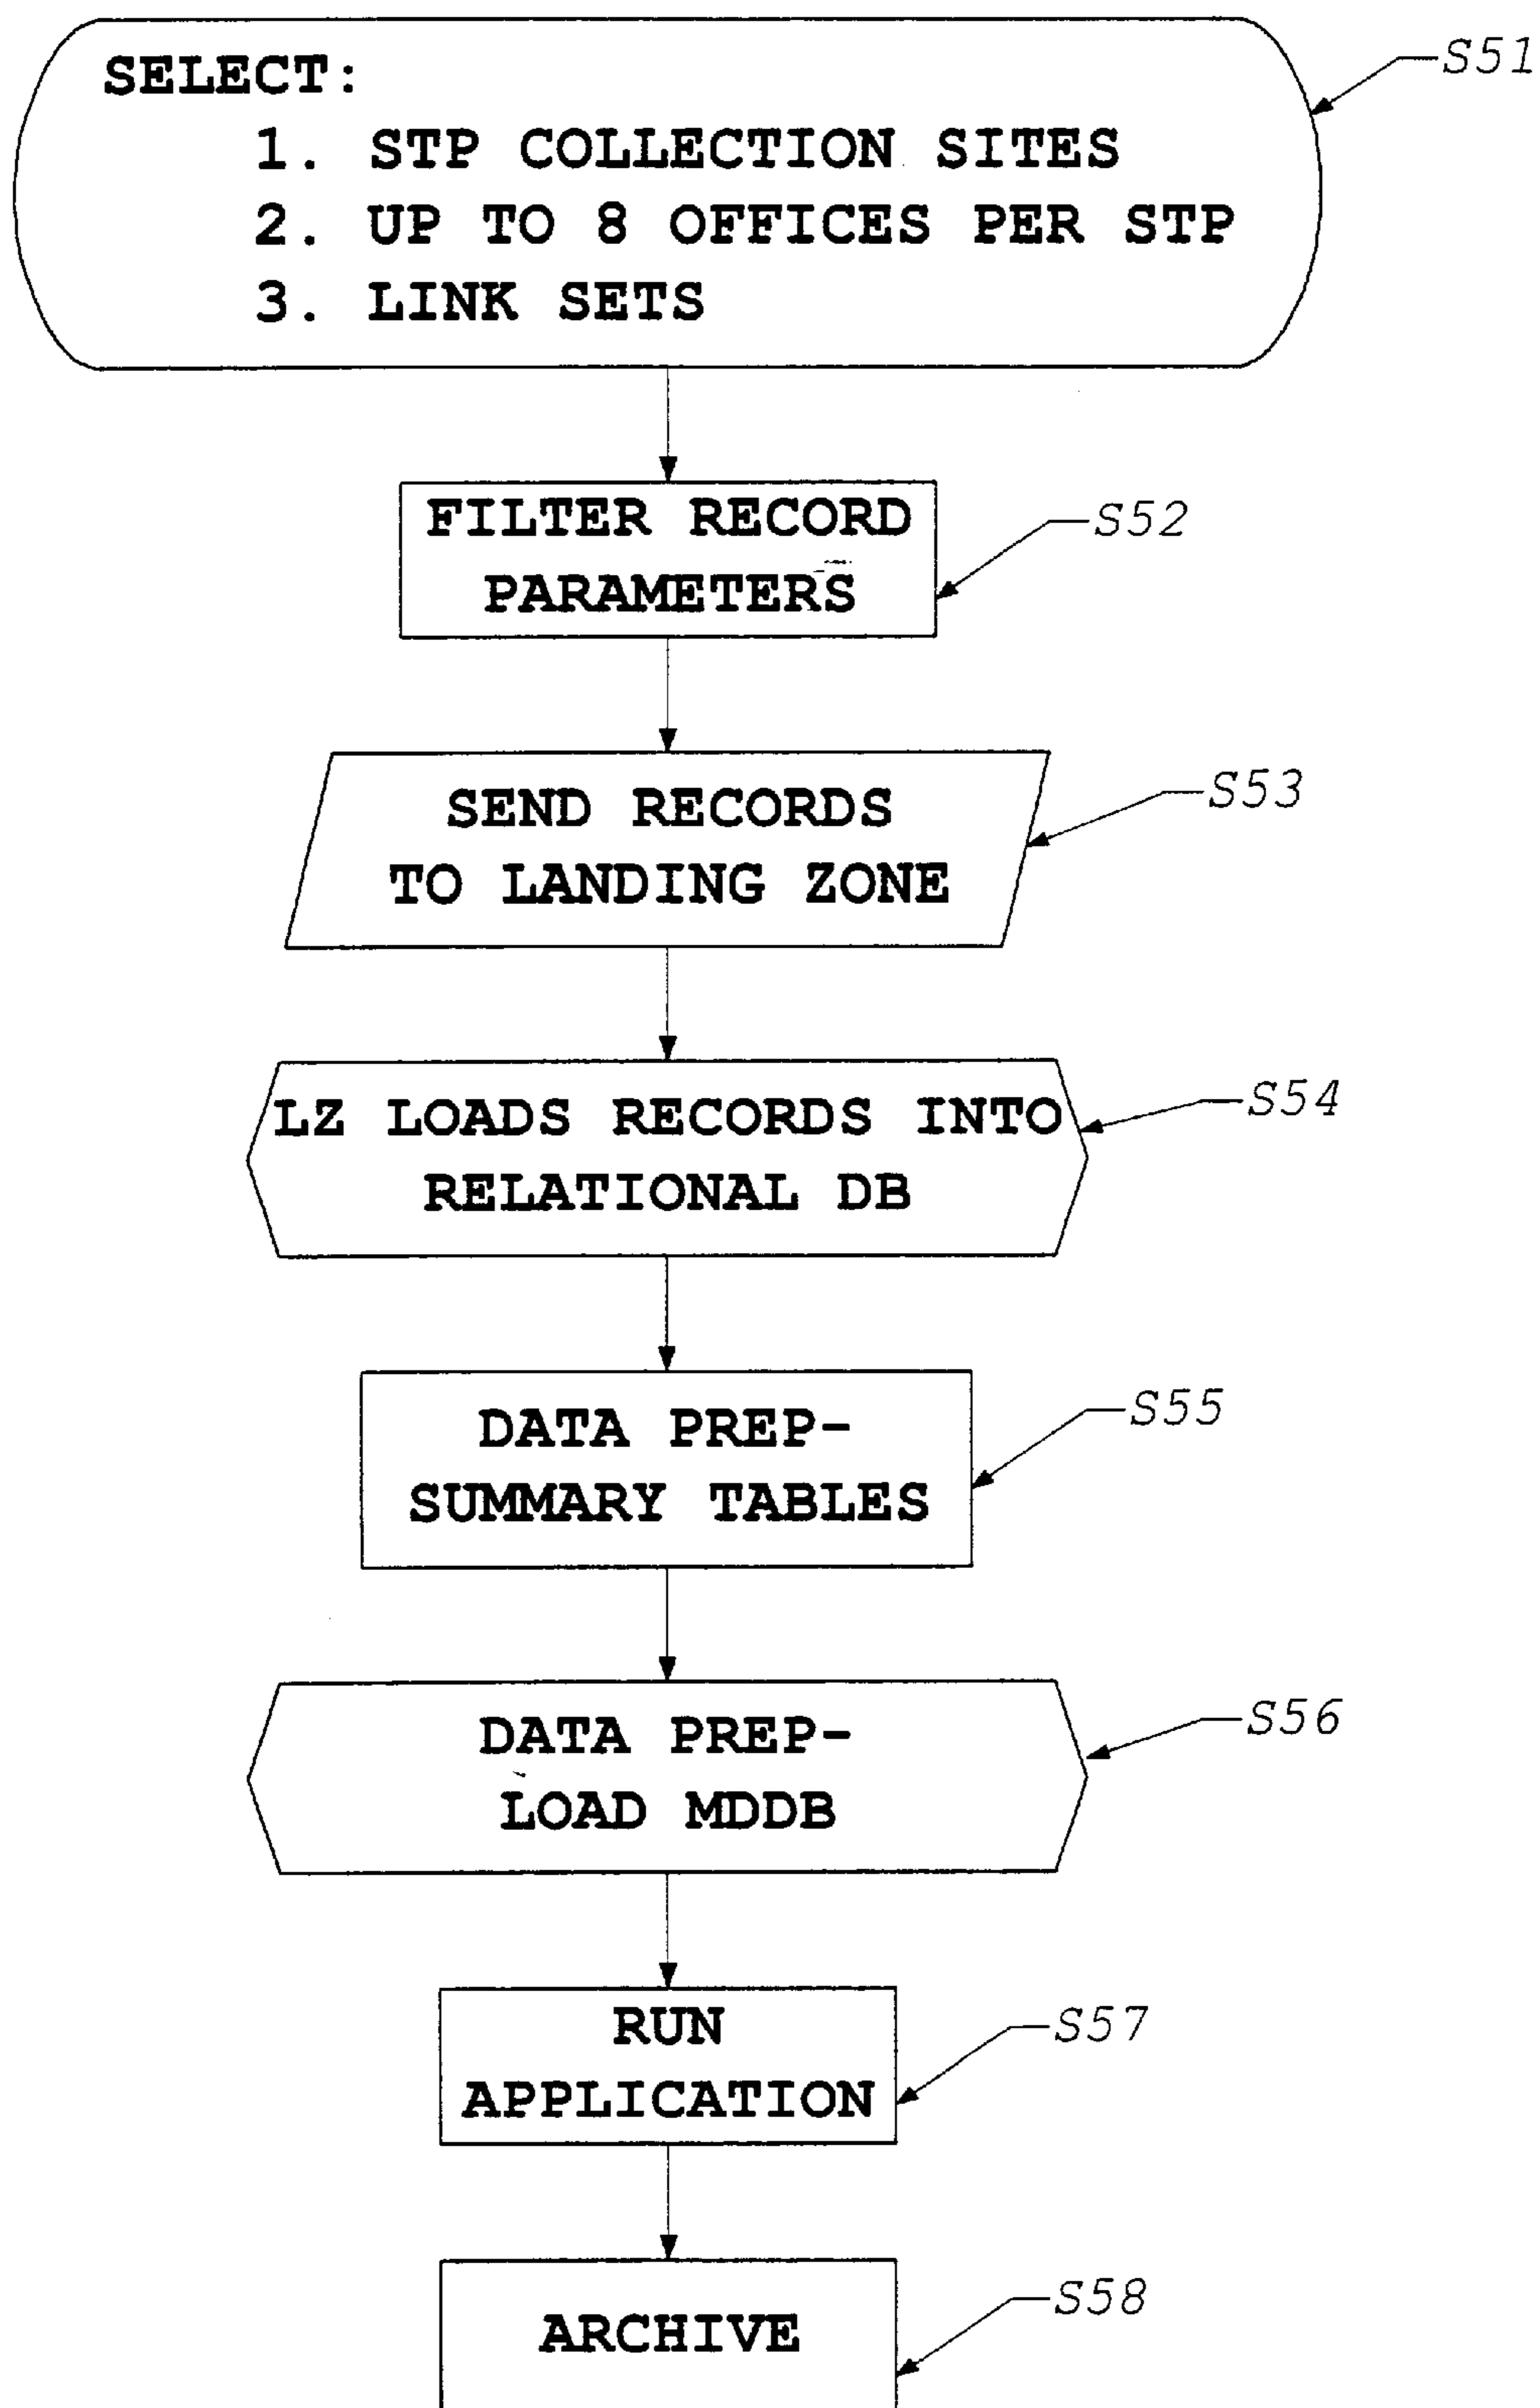 SELECT:
1. STP COLLECTION SITES
2. UP TO 8 OFFICES PER STP
3. LINK SETS
S51
FILTER RECORD
PARAMETERS
S52
SEND RECORDS
TO LANDING ZONE
S53
LZ LOADS RECORDS INTO
RELATIONAL DB
S54
DATA PREP-
SUMMARY TABLES
S55
DATA PREP-
LOAD MDDB
S56
RUN
APPLICATION
S57
ARCHIVE
S58